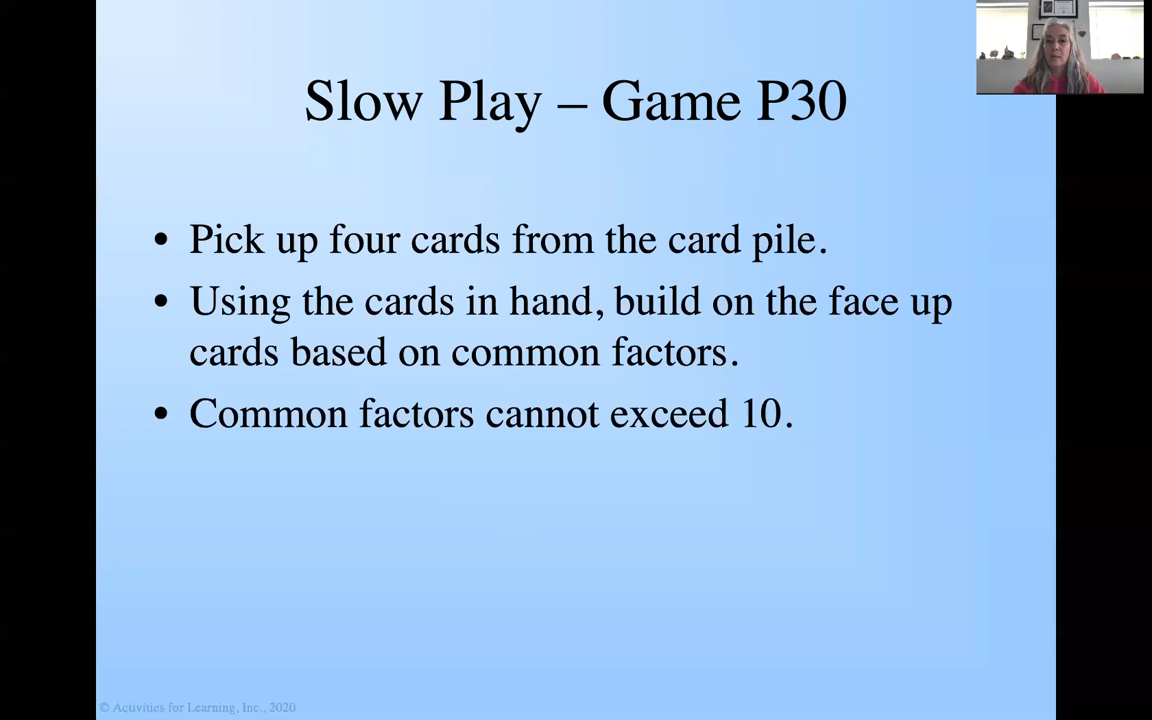 Slow Play – Game P30
• Pick up four cards from the card pile.
• Using the cards in hand, build on the face up
cards based on common factors.
• Common factors cannot exceed 10.
© Activities for Learning, Inc., 2020